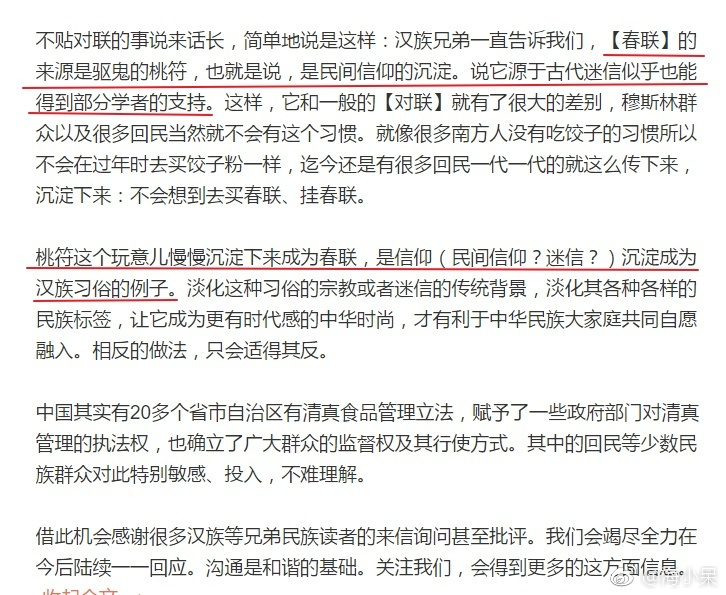 不贴对联的事说来话长，简单地说是这样：汉族兄弟一直告诉我们，【春联】的
来源是驱鬼的桃符，也就是说，是民间信仰的沉淀。说它源于古代迷信似乎也能
得到部分学者的支持。这样，它和一般的【对联】就有了很大的差别，穆斯林群
众以及很多回民当然就不会有这个习惯。就像很多南方人没有吃饺子的习惯所以
不会在过年时去买饺子粉一样，迄今还是有很多回民一代一代的就这么传下来，
沉淀下来：不会想到去买春联、挂春联。
桃符这个玩意儿慢慢沉淀下来成为春联，是信仰（民间信仰？迷信？）沉淀成为
汉族习俗的例子。淡化这种习俗的宗教或者迷信的传统背景，淡化其各种各样的
民族标签，让它成为更有时代感的中华时尚，才有利于中华民族大家庭共同自愿
融入。相反的做法，只会适得其反。
中国其实有20多个省市自治区有清真食品管理立法，赋予了一些政府部门对清真
管理的执法权，也确立了广大群众的监督权及其行使方式。其中的回民等少数民
族群众对此特别敏感、投入，不难理解。
借此机会感谢很多汉族等兄弟民族读者的来信询问甚至批评。我们会竭尽全力在
今后陆续一一回应。沟通是和谐的基础。关注我们，会得到更多的这方面信息。
收起全文